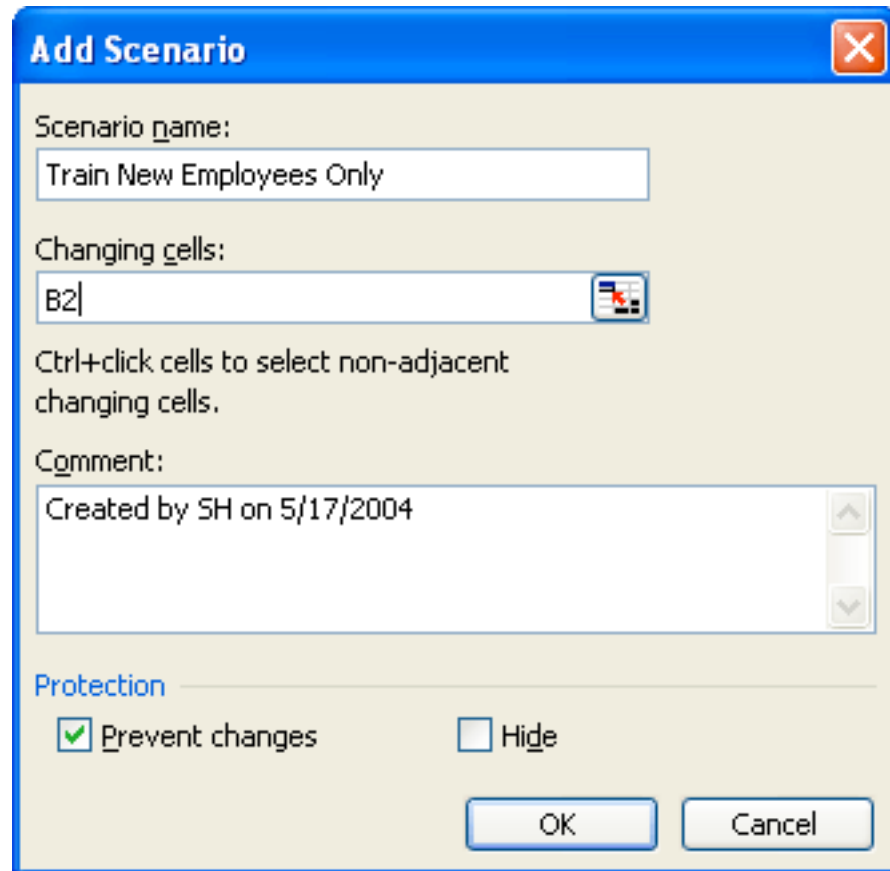 Add Scenario
Scenario name:
Train New Employees Only
Changing cells:
B2
Ctrl+click cells to select non-adjacent
changing cells.
Comment:
Created by SH on 5/17/2004
Protection
Prevent changes Hide
OK Cancel